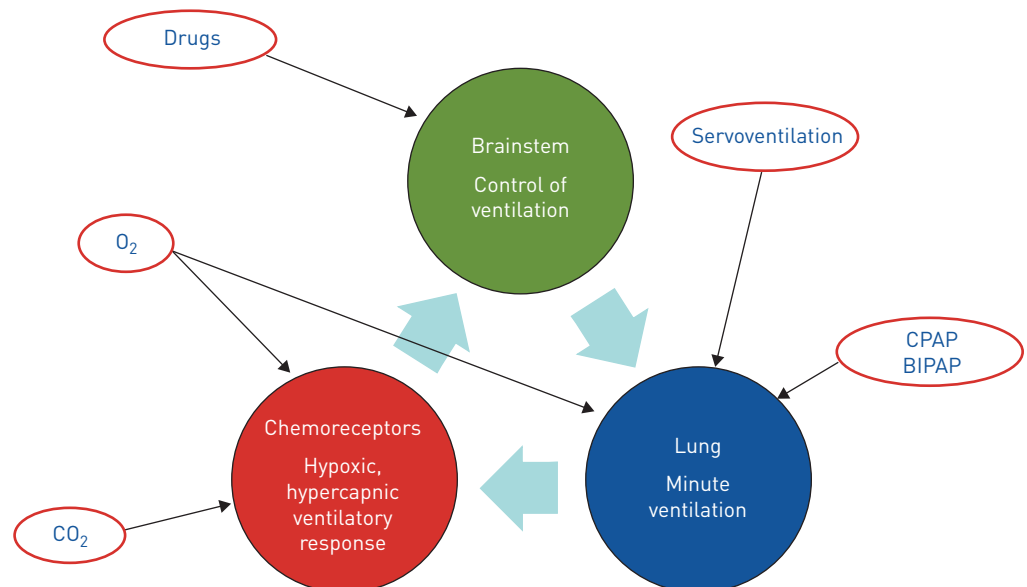 Drugs
Brainstem
Control of
ventilation
Servoventilation
O₂
CPAP
BIPAP
Chemoreceptors
Hypoxic,
hypercapnic
ventilatory
response
Lung
Minute
ventilation
CO₂